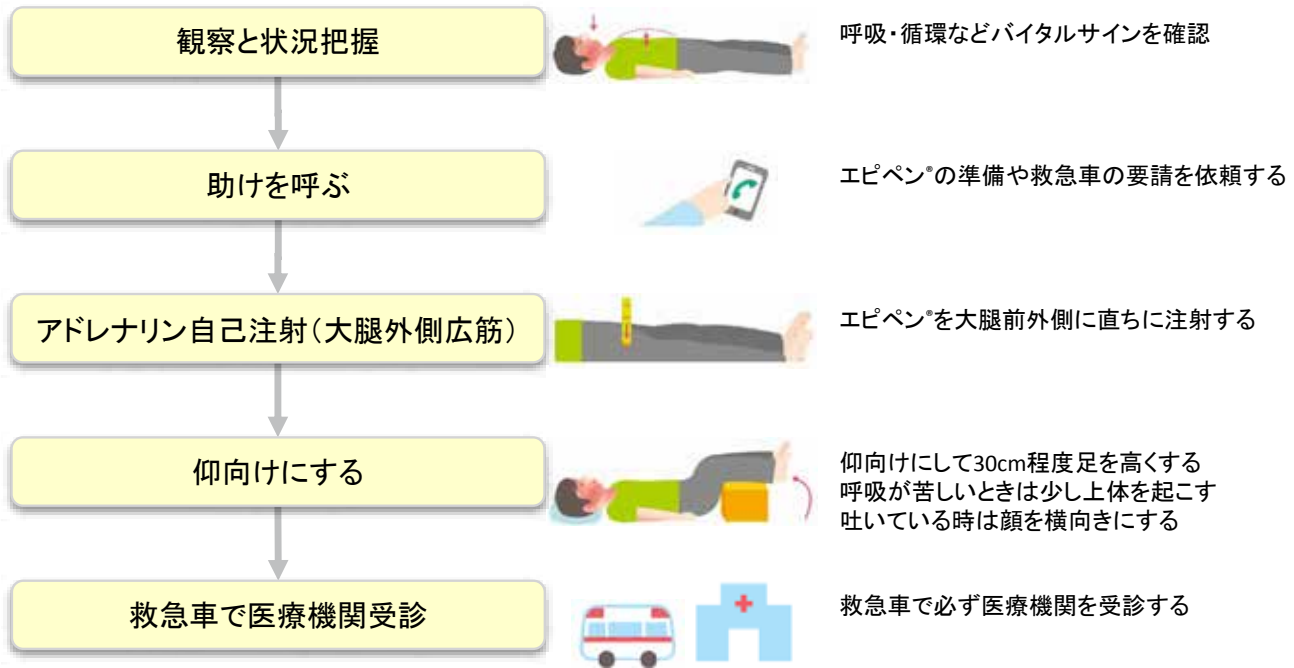 観察と状況把握
呼吸・循環などバイタルサインを確認
助けを呼ぶ
エピペン®の準備や救急車の要請を依頼する
アドレナリン自己注射(大腿外側広筋)
エピペン®を大腿前外側に直ちに注射する
仰向けにする
仰向けにして30cm程度足を高くする
呼吸が苦しいときは少し上体を起こす
吐いている時は顔を横向きにする
救急車で医療機関受診
救急車で必ず医療機関を受診する